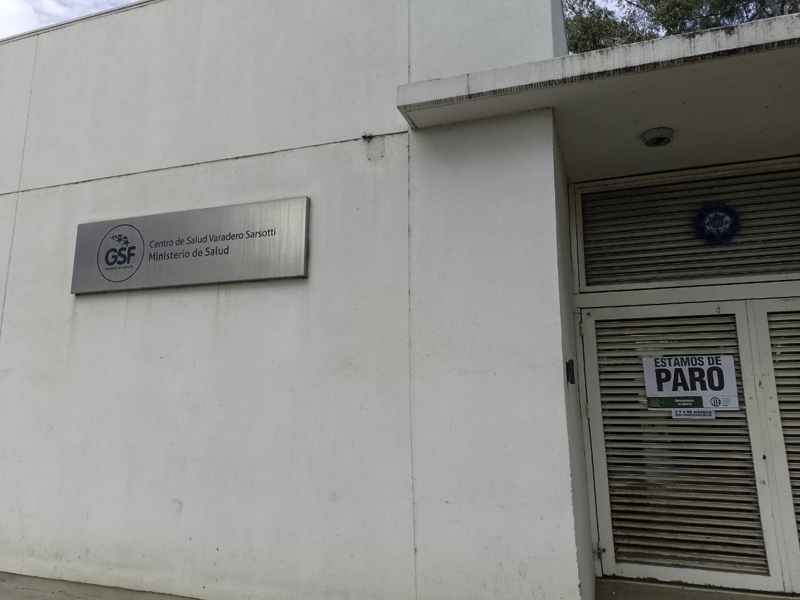 GSF
Centro de Salud Varadero Sarsotti
Ministerio de Salud
ESTAMOS DE
PARO